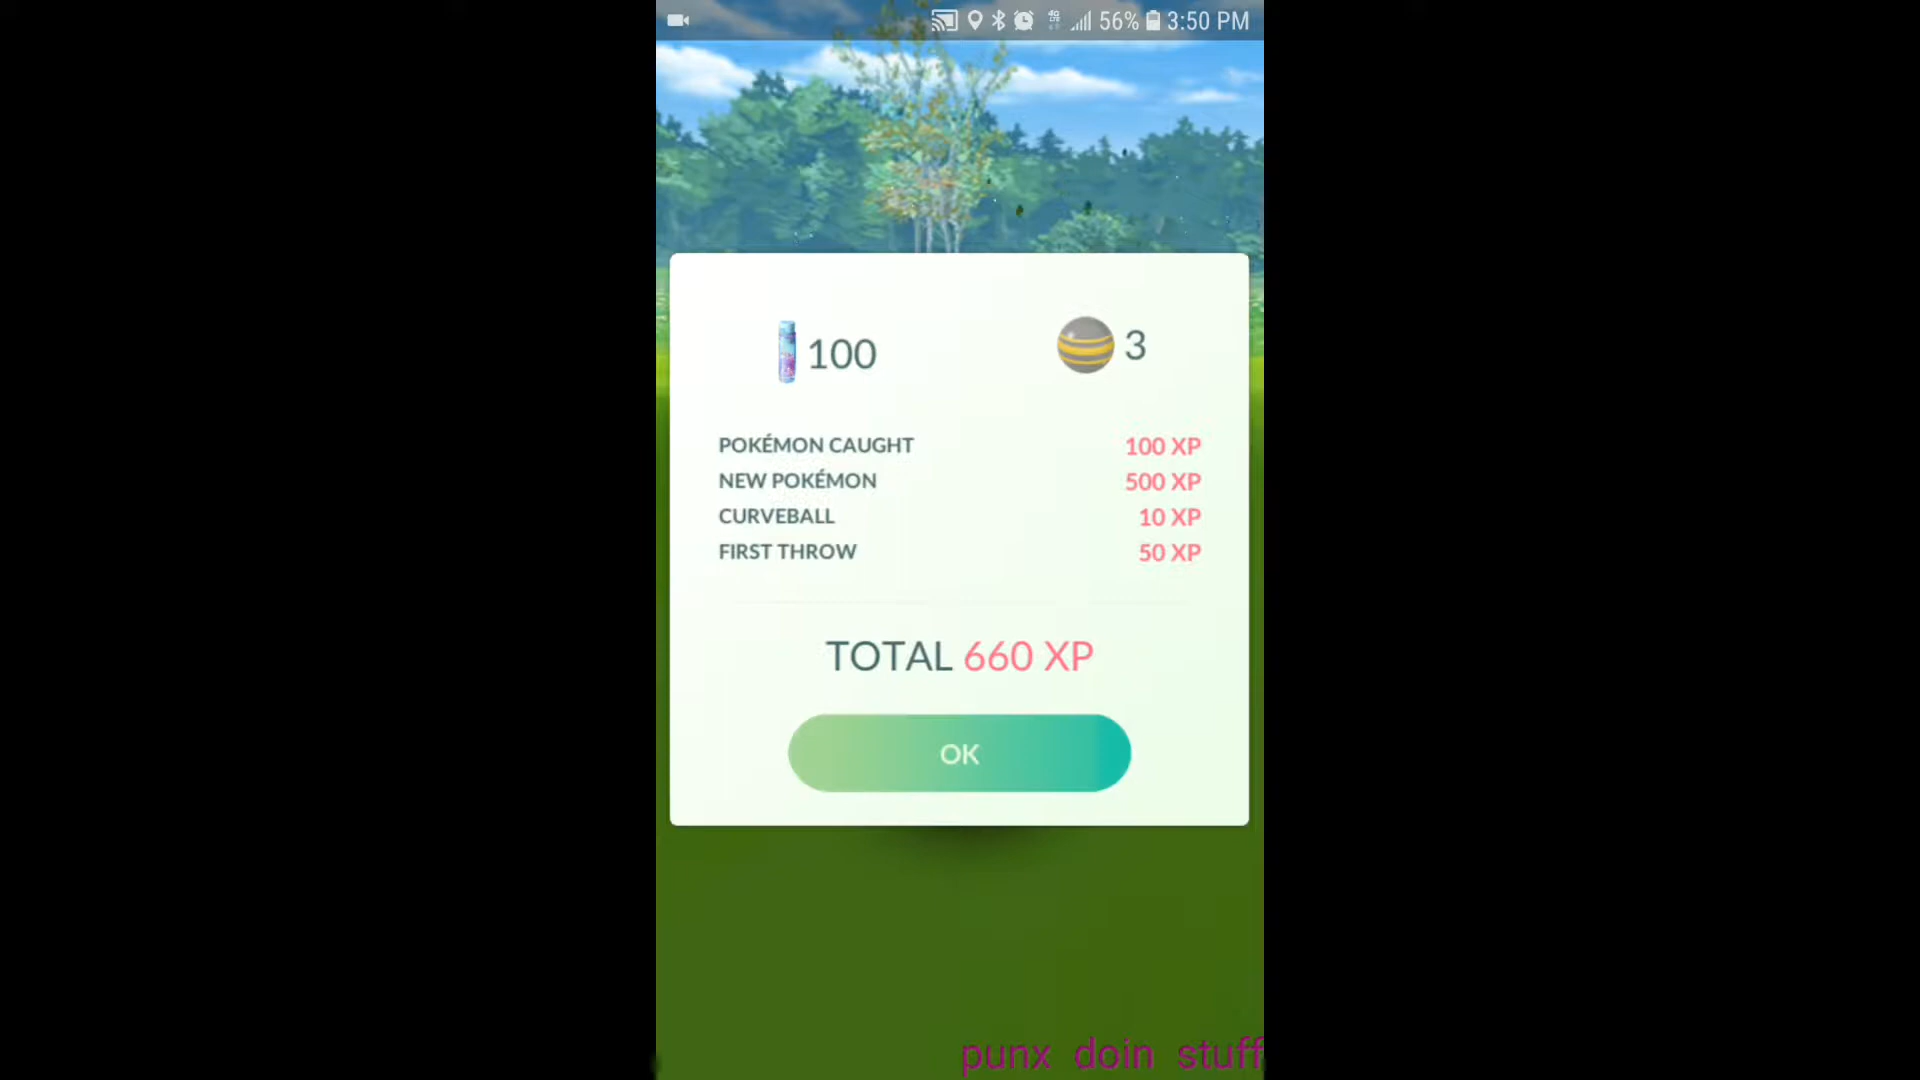 56% 3:50 PM
100 3
POKÉMON CAUGHT 100 XP
NEW POKÉMON 500 XP
CURVEBALL 10 XP
FIRST THROW 50 XP
TOTAL 660 XP
OK
punx doin stuff